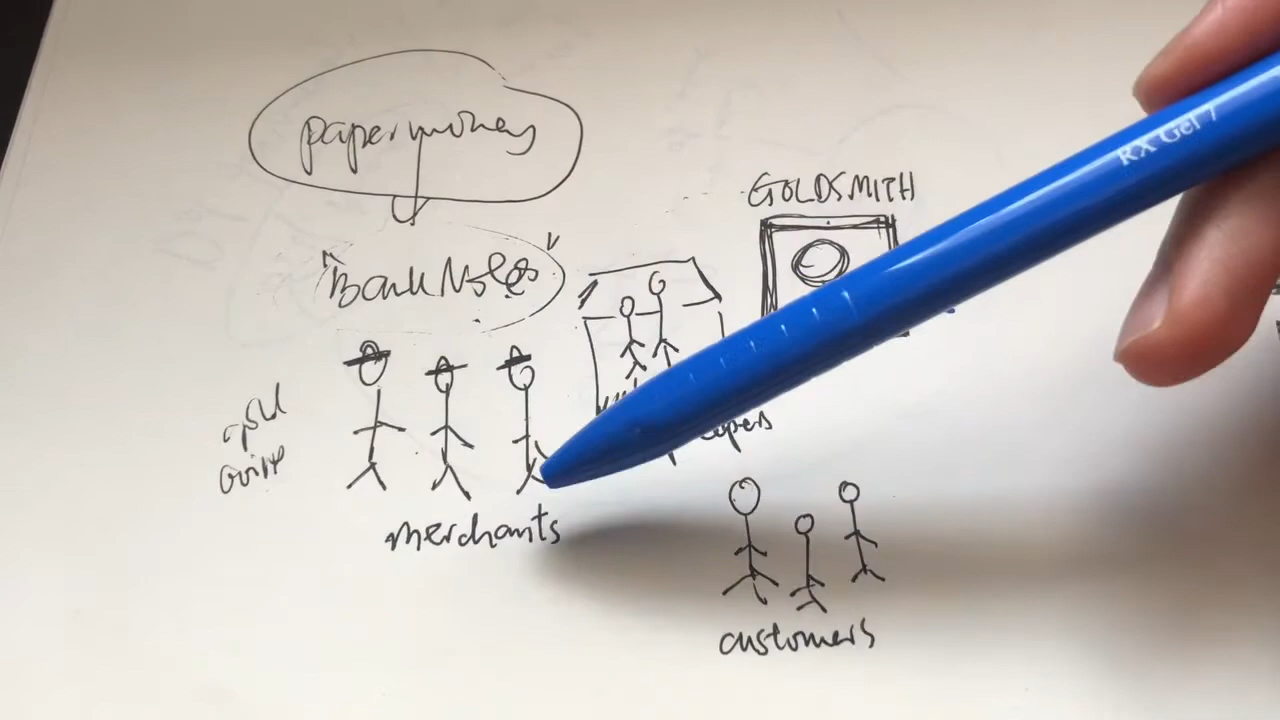 paper money
"Bank Notes"
GOLDSMITH
RX Gel 7
merchants
customers